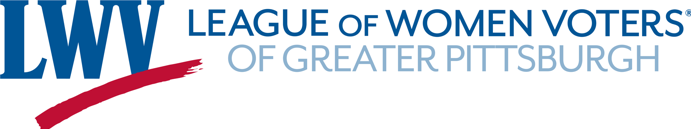 LWV
LEAGUE OF WOMEN VOTERS®
OF GREATER PITTSBURGH